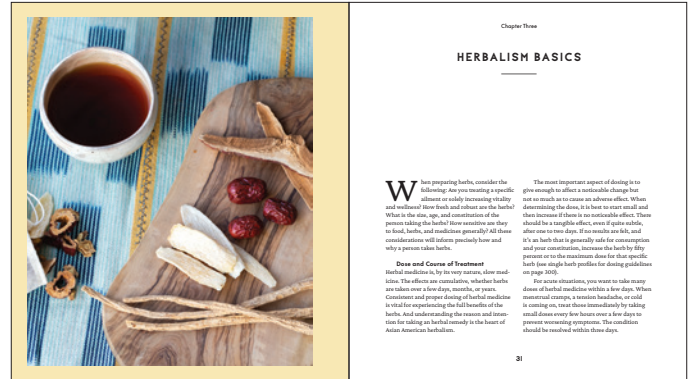 Chapter Three
HERBALISM BASICS
When preparing herbs, consider the
following: Are you treating a specific
ailment or solely increasing vitality
and wellness? How fresh and robust are the herbs?
What is the size, age, and constitution of the
person taking the herbs? How sensitive are they
to food, herbs, and medicines generally? All these
considerations will inform precisely how and
why a person takes herbs.
Dose and Course of Treatment
Herbal medicine is, by its very nature, slow med-
icine. The effects are cumulative, whether herbs
are taken over a few days, months, or years.
Consistent and proper dosing of herbal medicine
is vital for experiencing the full benefits of the
herbs. And understanding the reason and inten-
tion for taking an herbal remedy is the heart of
Asian American herbalism.
The most important aspect of dosing is to
give enough to affect a noticeable change but
not so much as to cause an adverse effect. When
determining the dose, it is best to start small and
then increase if there is no noticeable effect. There
should be a tangible effect, even if quite subtle,
after one to two days. If no results are felt, and
it's an herb that is generally safe for consumption
and your constitution, increase the herb by fifty
percent or to the maximum dose for that specific
herb (see single herb profiles for dosing guidelines
on page 300).
For acute situations, you want to take many
doses of herbal medicine within a few days. When
menstrual cramps, a tension headache, or cold
is coming on, treat those immediately by taking
small doses every few hours over a few days to
prevent worsening symptoms. The condition
should be resolved within three days.
31